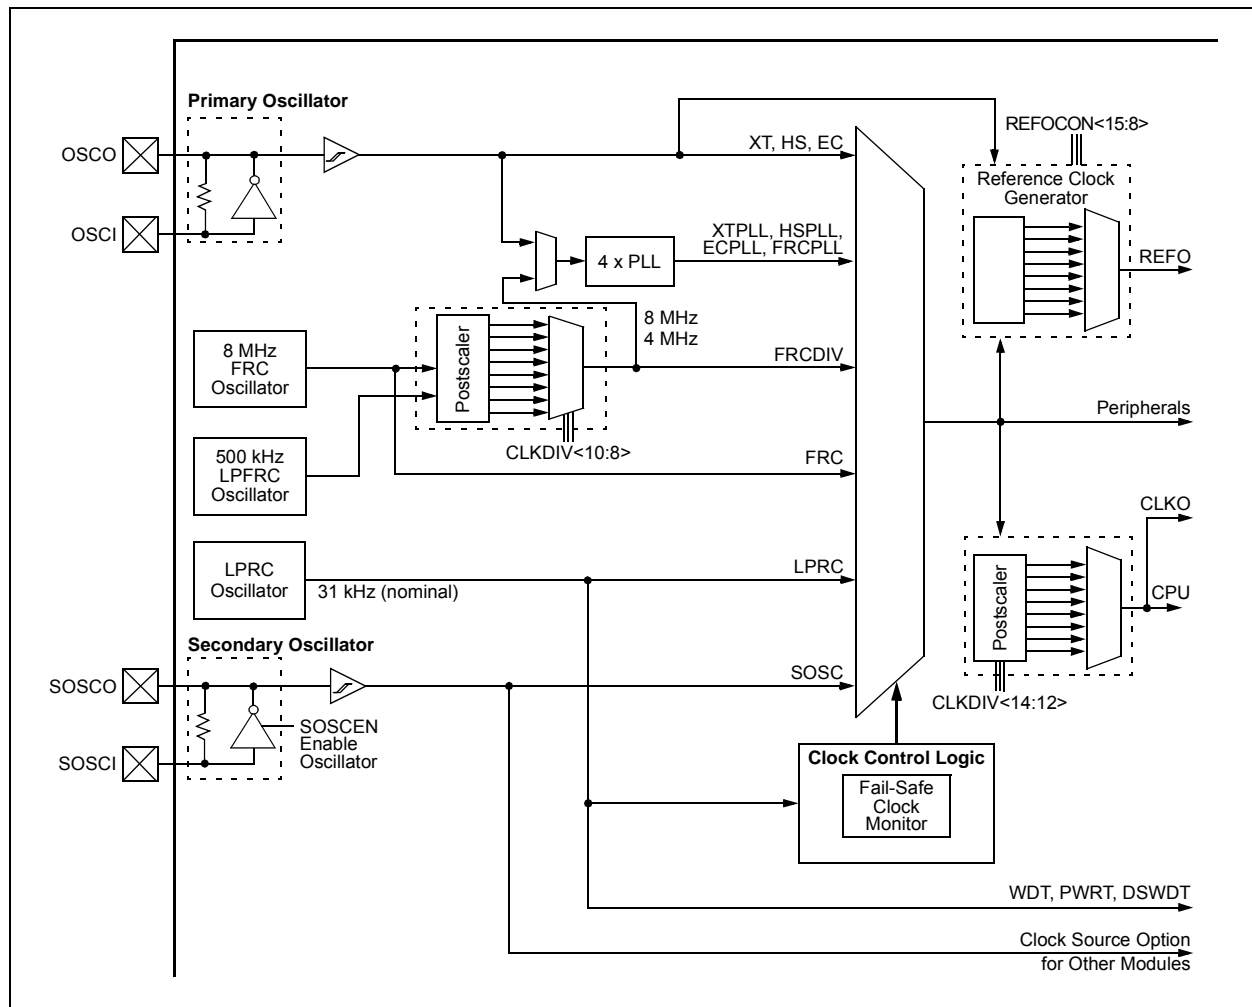 Primary Oscillator
OSCO
OSCI
XT, HS, EC
REFOCON<15:8>
Reference Clock
Generator
REFO
XTPLL, HSPLL,
ECPLL, FRCPLL
4 x PLL
8 MHz
4 MHz
8 MHz
FRC
Oscillator
Postscaler
FRCDIV
Peripherals
CLKDIV<10:8>
500 kHz
LPFRC
Oscillator
FRC
CLKO
LPRC
Oscillator
31 kHz (nominal)
LPRC
CPU
Postscaler
CLKDIV<14:12>
Secondary Oscillator
SOSCO
SOSCI
SOSCEN
Enable
Oscillator
SOSC
Clock Control Logic
Fail-Safe
Clock
Monitor
WDT, PWRT, DSWDT
Clock Source Option
for Other Modules